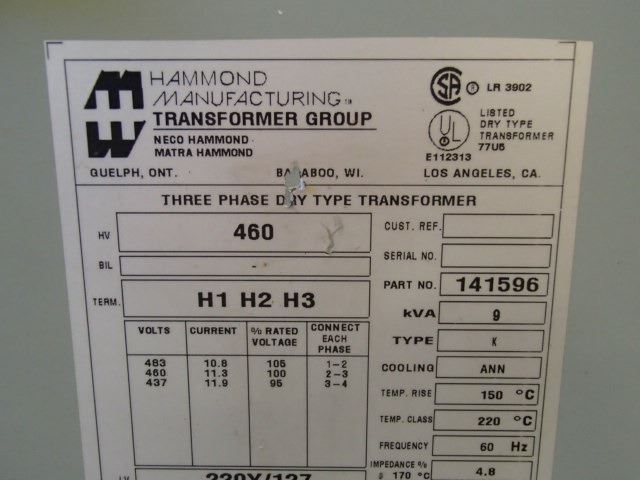 HAMMOND
MANUFACTURING™
TRANSFORMER GROUP
NECO HAMMOND
MATRA HAMMOND
LR 3902
LISTED
DRY TYPE
TRANSFORMER
77U5
E112313
GUELPH, ONT. BARABOO, WI. LOS ANGELES, CA.
THREE PHASE DRY TYPE TRANSFORMER
HV 460
BIL -
TERM. H1 H2 H3
VOLTS CURRENT % RATED VOLTAGE CONNECT EACH PHASE
483 10.8 105 1-2
460 11.3 100 2-3
437 11.9 95 3-4
CUST. REF.
SERIAL NO.
PART NO. 141596
kVA 9
TYPE K
COOLING ANN
TEMP. RISE 150 °C
TEMP. CLASS 220 °C
FREQUENCY 60 Hz
IMPEDANCE % 4.8
170 °C
LV 220Y/127